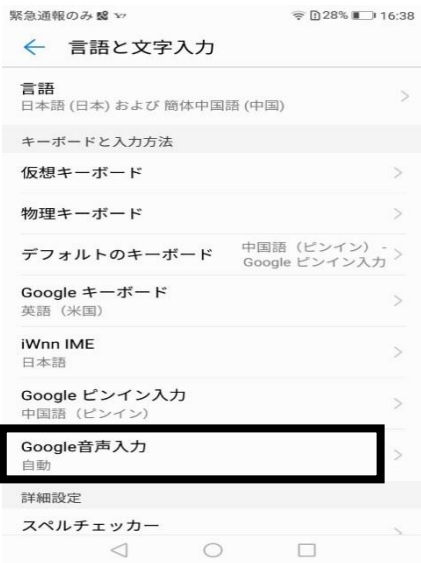 緊急通報のみ 28% 16:38
言語と文字入力
言語
日本語 (日本) および 簡体中国語 (中国)
キーボードと入力方法
仮想キーボード
物理キーボード
デフォルトのキーボード 中国語（ピンイン） -
Google ピンイン入力
Google キーボード
英語（米国）
iWnn IME
日本語
Google ピンイン入力
中国語（ピンイン）
Google音声入力
自動
詳細設定
スペルチェッカー